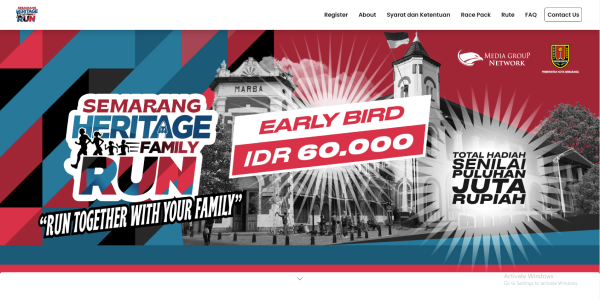 SEMARANG
HERITAGE
FAMILY
RUN
Register
About
Syarat dan Ketentuan
Race Pack
Rute
FAQ
Contact Us
MEDIA GROUP
NETWORK
PEMERINTAH KOTA SEMARANG
MARBA
SEMARANG
HERITAGE
FAMILY
RUN
"RUN TOGETHER WITH YOUR FAMILY"
EARLY BIRD
IDR 60.000
TOTAL HADIAH
SENILAI
PULUHAN
JUTA
RUPIAH
Activate Windows
Go to Settings to activate Windows.